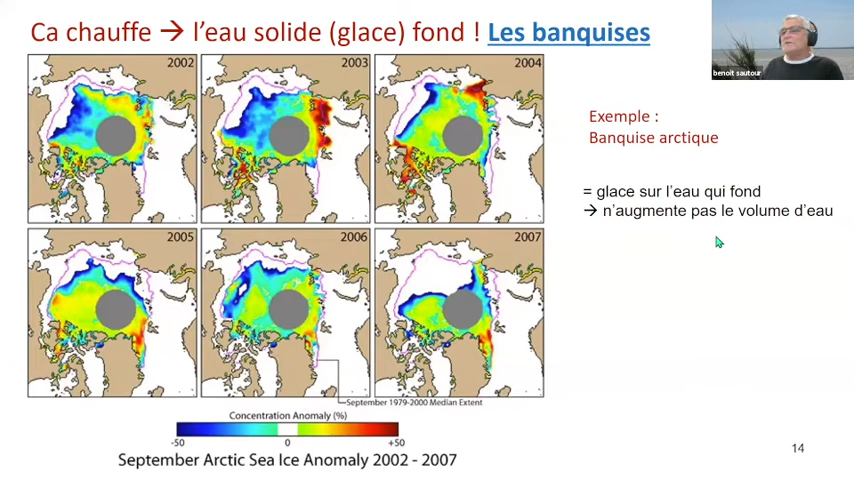 Ca chauffe → l'eau solide (glace) fond ! Les banquises
benoit sautour
2002
2003
2004
Exemple :
Banquise arctique
= glace sur l'eau qui fond
→ n'augmente pas le volume d'eau
2005
2006
2007
September 1979-2000 Median Extent
Concentration Anomaly (%)
-50
0
+50
September Arctic Sea Ice Anomaly 2002 - 2007
14